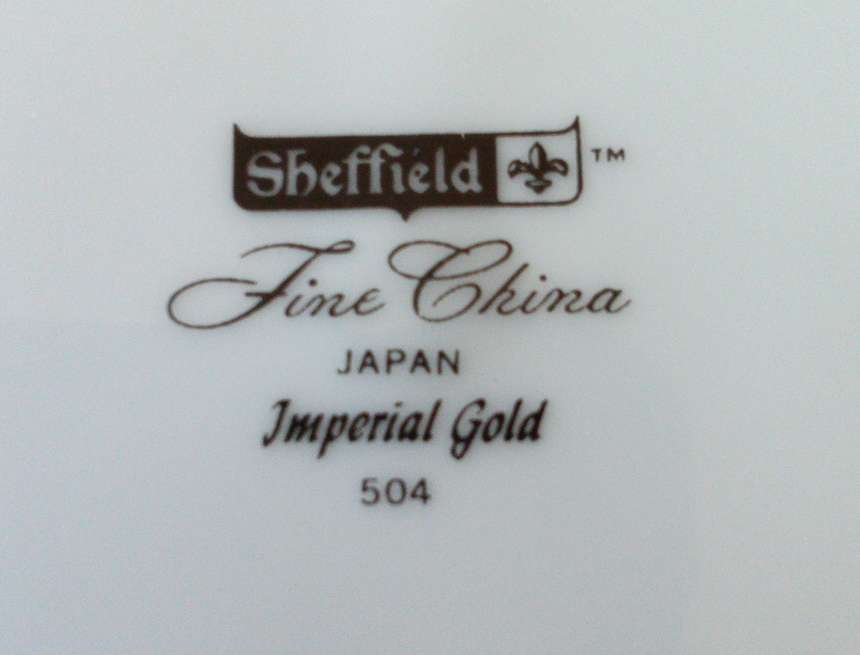 Sheffield ™
Fine China
JAPAN
Imperial Gold
504